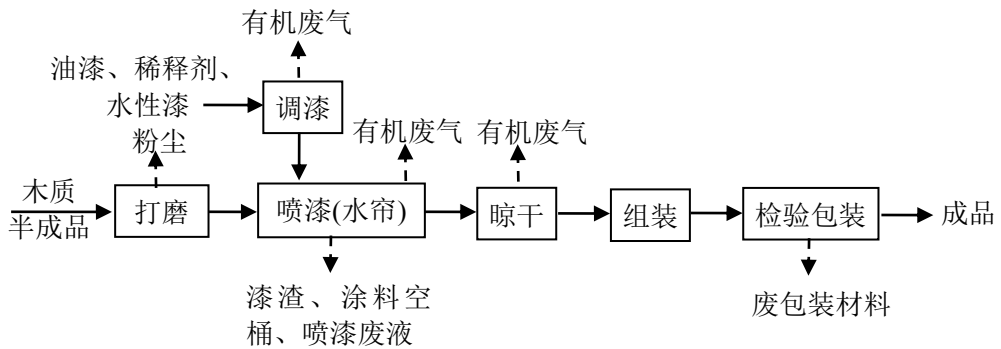 有机废气
油漆、稀释剂、
水性漆
调漆
粉尘
有机废气
有机废气
木质
半成品
打磨
喷漆(水帘)
晾干
组装
检验包装
成品
漆渣、涂料空
桶、喷漆废液
废包装材料